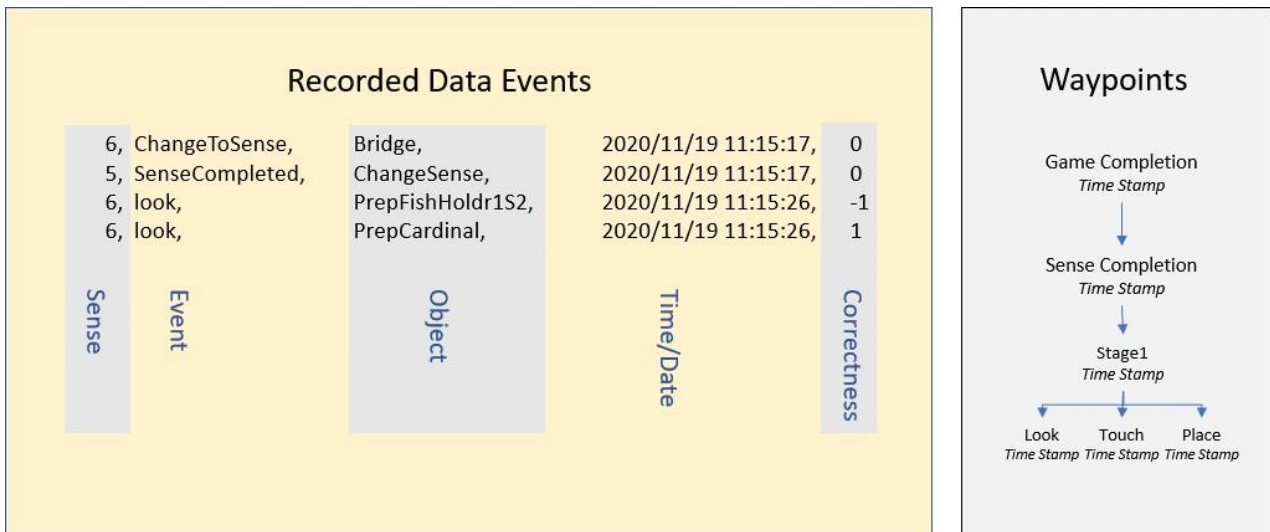 Recorded Data Events
6, ChangeToSense, Bridge, 2020/11/19 11:15:17, 0
5, SenseCompleted, ChangeSense, 2020/11/19 11:15:17, 0
6, look, PrepFishHoldr1S2, 2020/11/19 11:15:26, -1
6, look, PrepCardinal, 2020/11/19 11:15:26, 1
Sense Event Object Time/Date Correctness
Waypoints
Game Completion
Time Stamp
Sense Completion
Time Stamp
Stage1
Time Stamp
Look Touch Place
Time Stamp Time Stamp Time Stamp